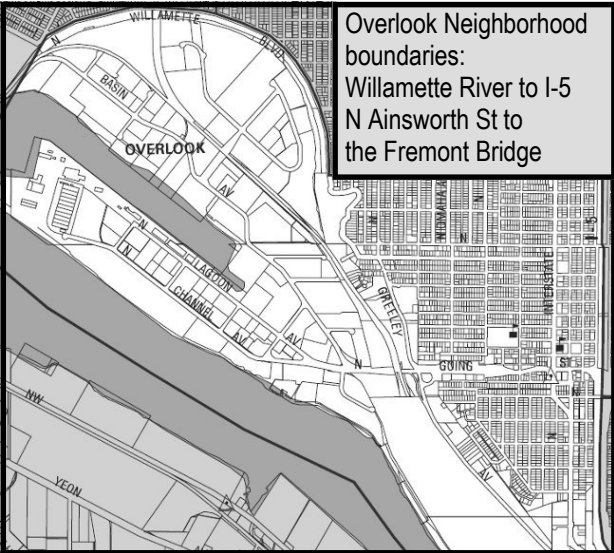 Overlook Neighborhood
boundaries:
Willamette River to I-5
N Ainsworth St to
the Fremont Bridge
N
WILLAMETTE
BLVD
BASIN
OVERLOOK
AV
N
LAGOON
N
CHANNEL
AV
AV
N
GREELEY
N
N OMAHA
N
INTERSTATE
I-5
N
GOING
ST
N
N
AV
NW
YEON